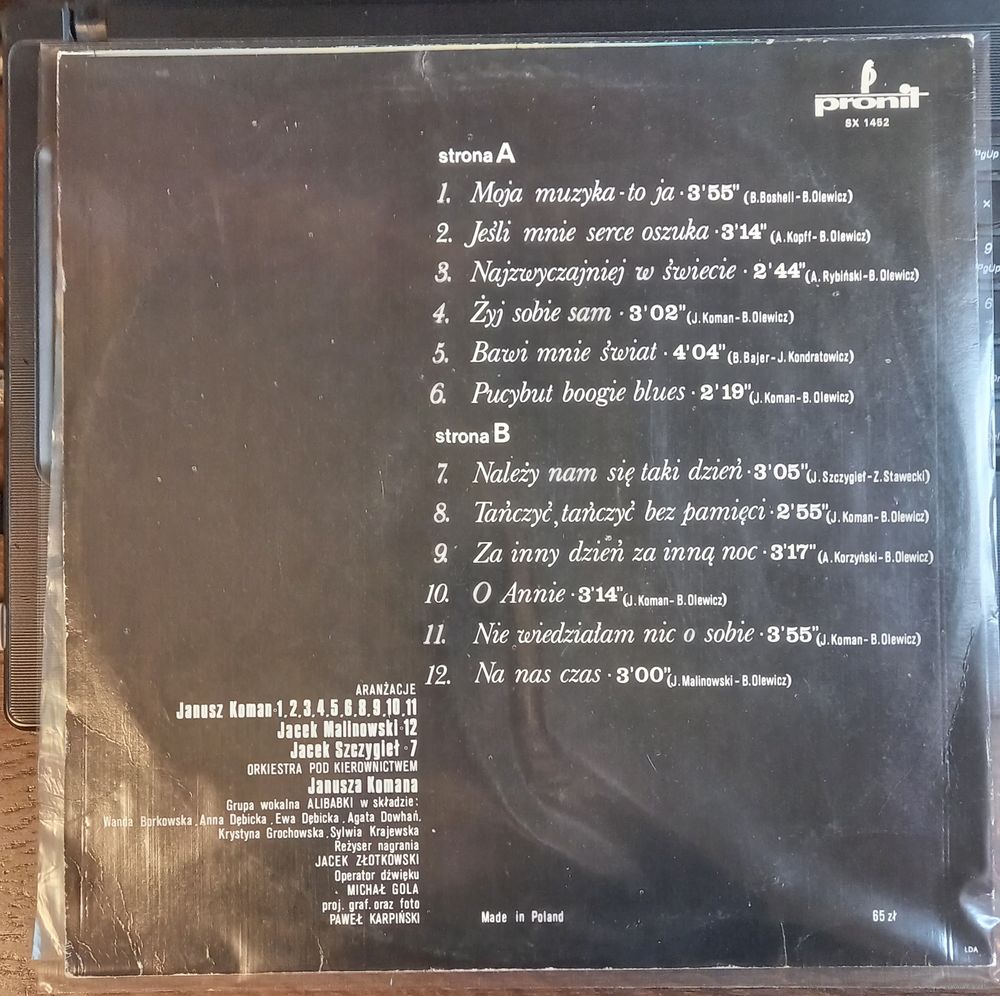 pronit
SX 1452
strona A
1. Moja muzyka - to ja · 3'55" (B.Boshell - B.Olewicz)
2. Jeśli mnie serce oszuka · 3'14" (A.Kopff - B.Olewicz)
3. Najzwyczajniej w świecie · 2'44" (A.Rybiński-B.Olewicz)
4. Żyj sobie sam · 3'02" (J.Koman - B.Olewicz)
5. Bawi mnie świat · 4'04" (B.Bajer - J.Kondratowicz)
6. Pucybut boogie blues · 2'19" (J.Koman - B.Olewicz)
strona B
7. Należy nam się taki dzień · 3'05" (J.Szczygieł-Z.Stawecki)
8. Tańczyć, tańczyć bez pamięci · 2'55" (J.Koman - B.Olewicz)
9. Za inny dzień za inną noc · 3'17" (A.Korzyński - B.Olewicz)
10. O Annie · 3'14" (J.Koman - B.Olewicz)
11. Nie wiedziałam nic o sobie · 3'55" (J.Koman - B.Olewicz)
12. Na nas czas · 3'00" (J.Malinowski - B.Olewicz)
ARANŻACJE
Janusz Koman·1,2,3,4,5,6,8,9,10,11
Jacek Malinowski·12
Jacek Szczygieł·7
ORKIESTRA POD KIEROWNICTWEM
Janusza Komana
Grupa wokalna ALIBABKI w składzie:
Wanda Borkowska, Anna Dębicka, Ewa Dębicka, Agata Dowhań,
Krystyna Grochowska, Sylwia Krajewska
Reżyser nagrania
JACEK ZŁOTKOWSKI
Operator dźwięku
MICHAŁ GOLA
proj. graf. oraz foto
PAWEŁ KARPIŃSKI
Made in Poland
65 zł
LDA
PgUp
9
PgUp
6